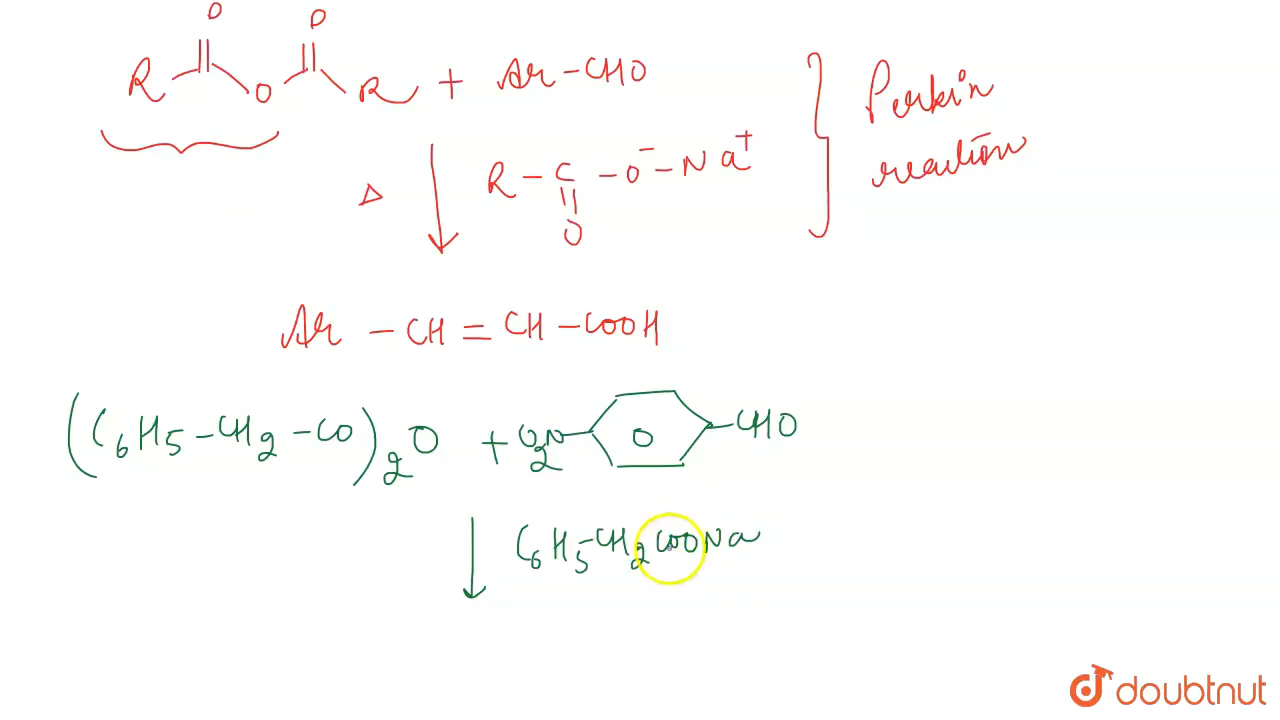 O O
R O R + Ar-CHO
Perkin
reaction
Δ R - C - O⁻ - Na⁺
O
Ar - CH = CH - COOH
(C₆H₅-CH₂-CO)₂O + O₂N CHO
C₆H₅-CH₂COONa
doubtnut